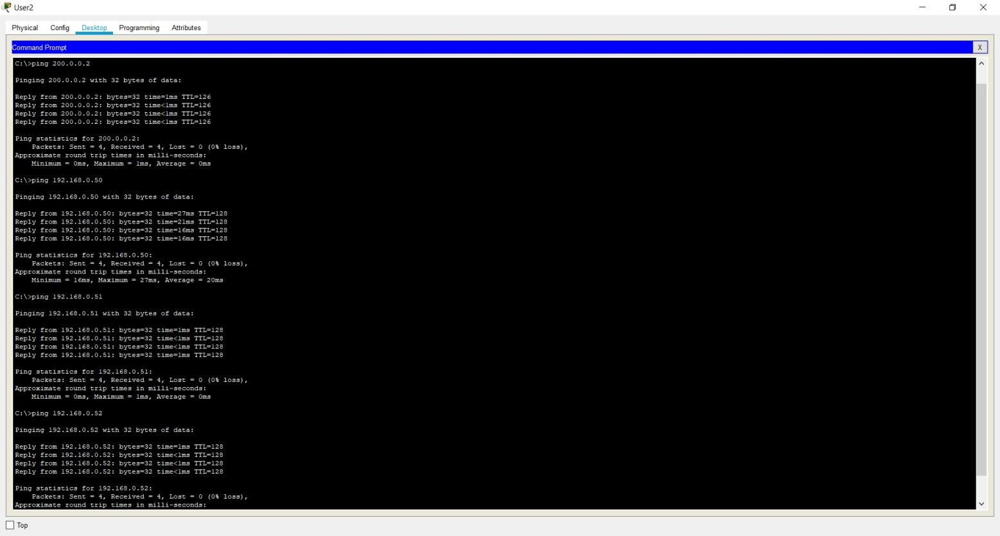 User2
Physical Config Desktop Programming Attributes
Command Prompt X
C:\>ping 200.0.0.2
Pinging 200.0.0.2 with 32 bytes of data:
Reply from 200.0.0.2: bytes=32 time=1ms TTL=126
Reply from 200.0.0.2: bytes=32 time<1ms TTL=126
Reply from 200.0.0.2: bytes=32 time<1ms TTL=126
Reply from 200.0.0.2: bytes=32 time<1ms TTL=126
Ping statistics for 200.0.0.2:
Packets: Sent = 4, Received = 4, Lost = 0 (0% loss),
Approximate round trip times in milli-seconds:
Minimum = 0ms, Maximum = 1ms, Average = 0ms
C:\>ping 192.168.0.50
Pinging 192.168.0.50 with 32 bytes of data:
Reply from 192.168.0.50: bytes=32 time=27ms TTL=128
Reply from 192.168.0.50: bytes=32 time=21ms TTL=128
Reply from 192.168.0.50: bytes=32 time=16ms TTL=128
Reply from 192.168.0.50: bytes=32 time=16ms TTL=128
Ping statistics for 192.168.0.50:
Packets: Sent = 4, Received = 4, Lost = 0 (0% loss),
Approximate round trip times in milli-seconds:
Minimum = 16ms, Maximum = 27ms, Average = 20ms
C:\>ping 192.168.0.51
Pinging 192.168.0.51 with 32 bytes of data:
Reply from 192.168.0.51: bytes=32 time=1ms TTL=128
Reply from 192.168.0.51: bytes=32 time<1ms TTL=128
Reply from 192.168.0.51: bytes=32 time<1ms TTL=128
Reply from 192.168.0.51: bytes=32 time=1ms TTL=128
Ping statistics for 192.168.0.51:
Packets: Sent = 4, Received = 4, Lost = 0 (0% loss),
Approximate round trip times in milli-seconds:
Minimum = 0ms, Maximum = 1ms, Average = 0ms
C:\>ping 192.168.0.52
Pinging 192.168.0.52 with 32 bytes of data:
Reply from 192.168.0.52: bytes=32 time=1ms TTL=128
Reply from 192.168.0.52: bytes=32 time<1ms TTL=128
Reply from 192.168.0.52: bytes=32 time<1ms TTL=128
Reply from 192.168.0.52: bytes=32 time<1ms TTL=128
Ping statistics for 192.168.0.52:
Packets: Sent = 4, Received = 4, Lost = 0 (0% loss),
Approximate round trip times in milli-seconds:
Top